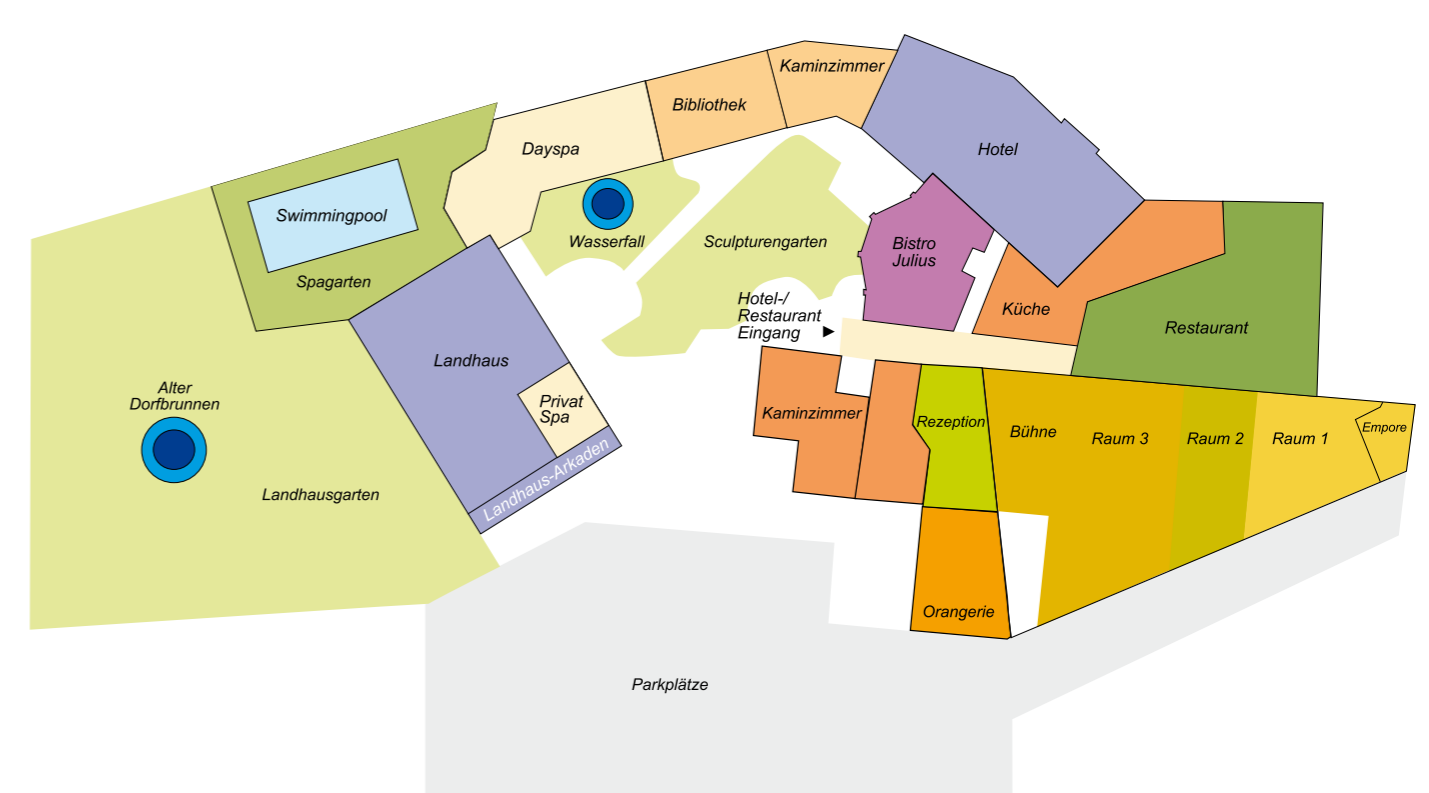 Kaminzimmer
Bibliothek
Dayspa
Hotel
Swimmingpool
Wasserfall
Sculpturengarten
Bistro
Julius
Spagarten
Hotel-/
Restaurant
Eingang
Küche
Restaurant
Landhaus
Alter
Dorfbrunnen
Privat
Spa
Kaminzimmer
Rezeption
Bühne
Raum 3
Raum 2
Raum 1
Empore
Landhaus-Arkaden
Landhausgarten
Orangerie
Parkplätze